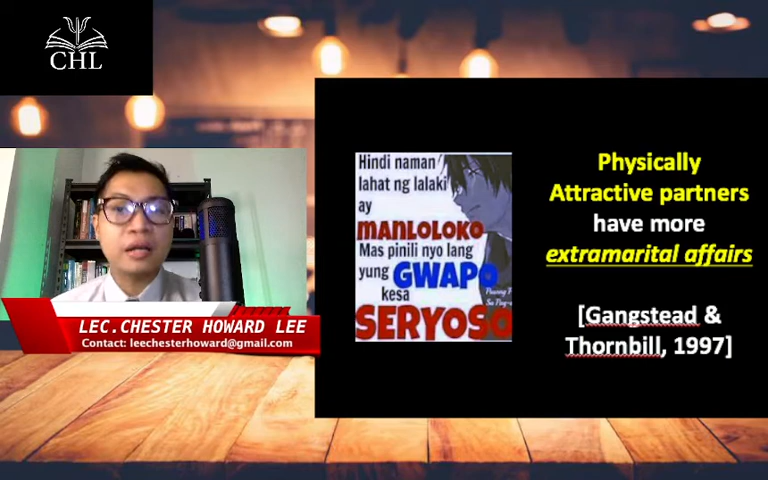 CHL
Hindi naman
lahat ng lalaki
ay
MANLOLOKO
Mas pinili nyo lang
yung GWAPO
kesa
SERYOSO
Physically
Attractive partners
have more
extramarital affairs
[Gangstead &
Thornbill, 1997]
LEC.CHESTER HOWARD LEE
Contact: leechesterhoward@gmail.com